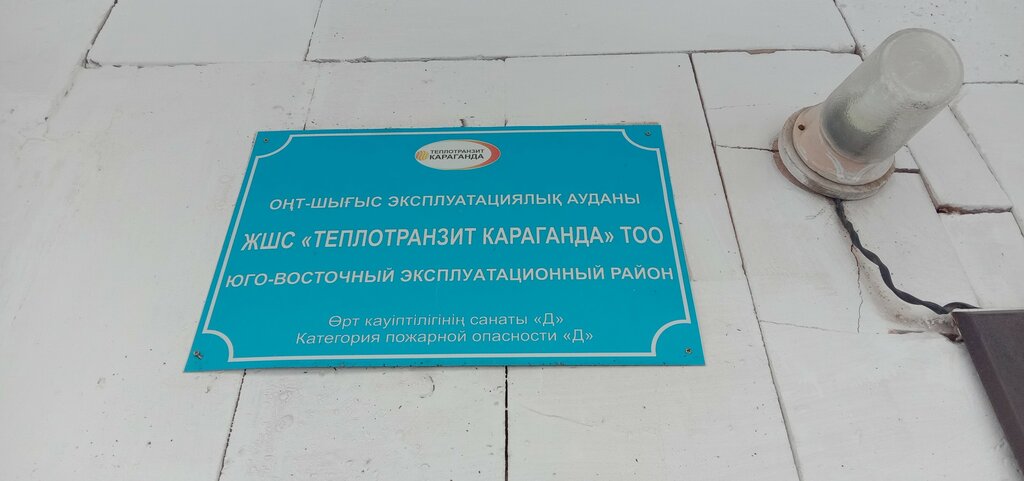 ТЕПЛОТРАНЗИТ
КАРАГАНДА
ОҢТ-ШЫҒЫС ЭКСПЛУАТАЦИЯЛЫҚ АУДАНЫ
ЖШС «ТЕПЛОТРАНЗИТ КАРАГАНДА» ТОО
ЮГО-ВОСТОЧНЫЙ ЭКСПЛУАТАЦИОННЫЙ РАЙОН
Өрт кауіптілігінің санаты «Д»
Категория пожарной опасности «Д»